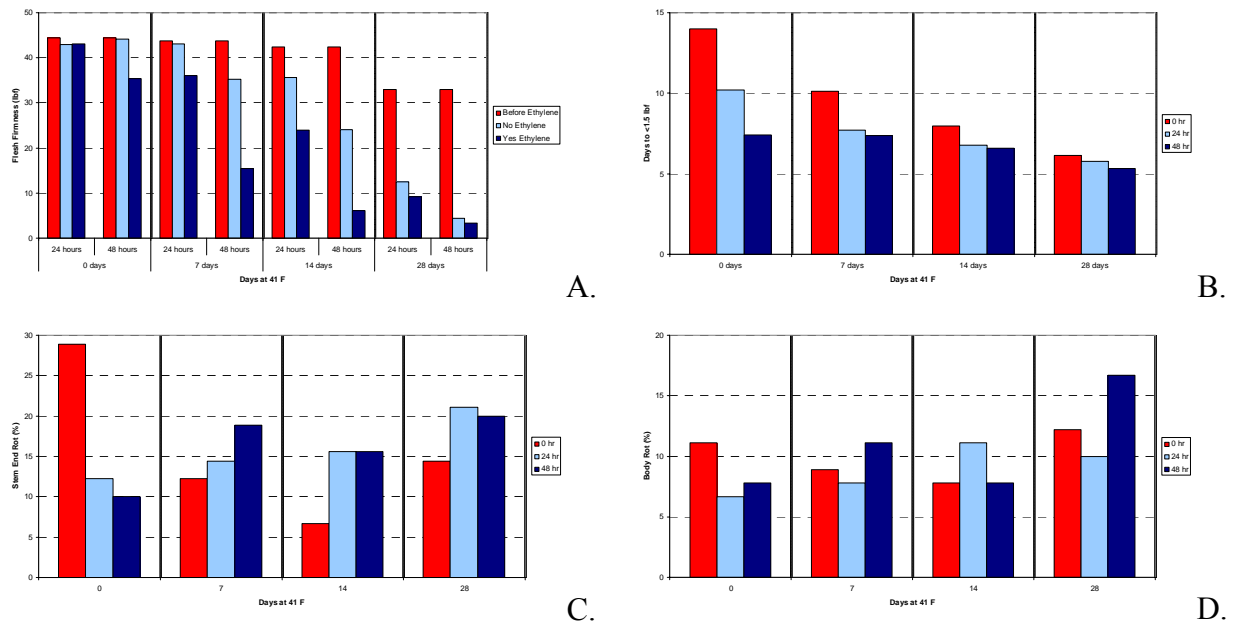 50
40
30
20
10
0
Flesh Firmness (lbf)
24 hours 48 hours 24 hours 48 hours 24 hours 48 hours 24 hours 48 hours
0 days 7 days 14 days 28 days
Days at 41 F
Before Ethylene
No Ethylene
Yes Ethylene
A.
15
10
5
0
Days to <1.5 lbf
0 days 7 days 14 days 28 days
Days at 41 F
0 hr
24 hr
48 hr
B.
30
25
20
15
10
5
0
Stem End Rot (%)
0 7 14 28
Days at 41 F
0 hr
24 hr
48 hr
C.
20
15
10
5
0
Body Rot (%)
0 7 14 28
Days at 41 F
0 hr
24 hr
48 hr
D.